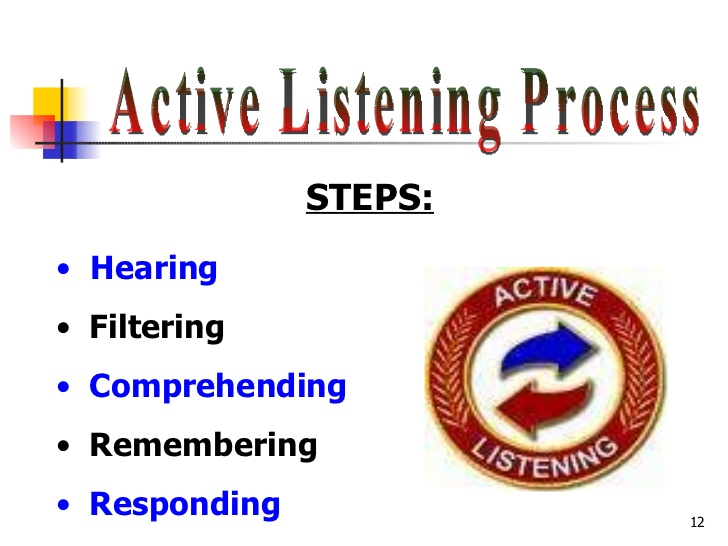 Active Listening Process
STEPS:
• Hearing
• Filtering
• Comprehending
• Remembering
• Responding
ACTIVE
LISTENING
12